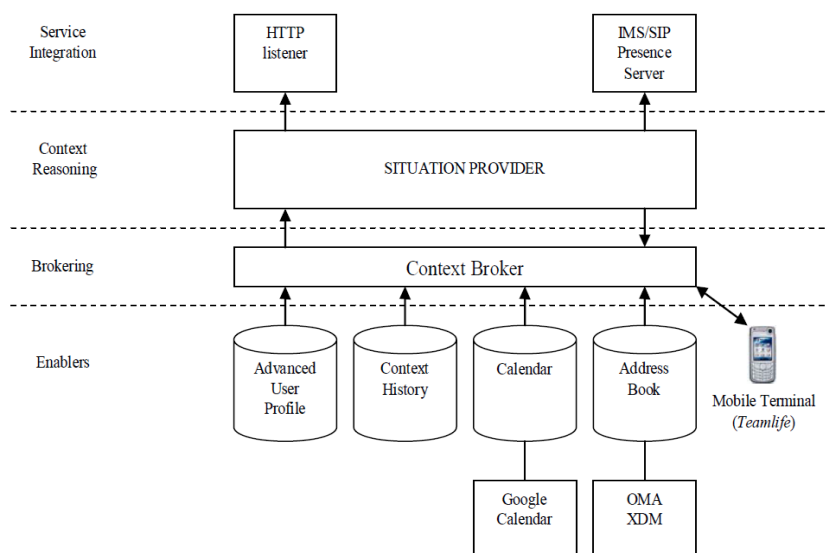 Service
Integration
HTTP
listener
IMS/SIP
Presence
Server
Context
Reasoning
SITUATION PROVIDER
Brokering
Context Broker
Enablers
Advanced
User
Profile
Context
History
Calendar
Address
Book
Mobile Terminal
(Teamlife)
Google
Calendar
OMA
XDM